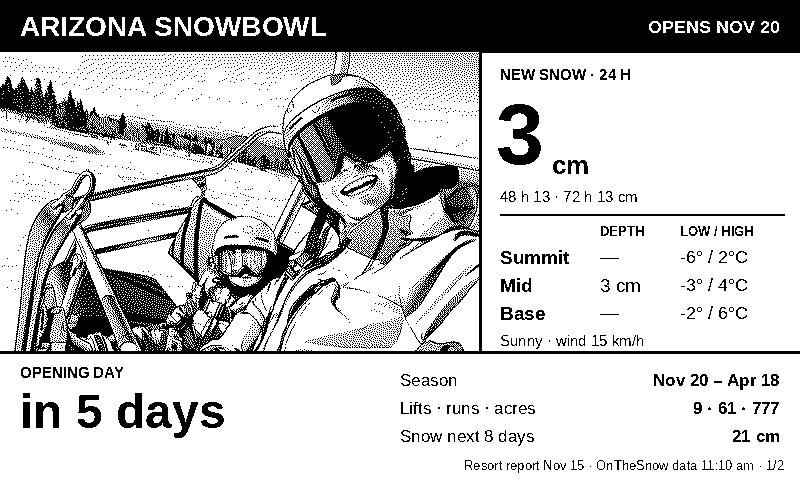 ARIZONA SNOWBOWL
OPENS NOV 20
NEW SNOW · 24 H
3 cm
48 h 13 · 72 h 13 cm
DEPTH LOW / HIGH
Summit — -6° / 2°C
Mid 3 cm -3° / 4°C
Base — -2° / 6°C
Sunny · wind 15 km/h
OPENING DAY
in 5 days
Season Nov 20 – Apr 18
Lifts · runs · acres 9 · 61 · 777
Snow next 8 days 21 cm
Resort report Nov 15 · OnTheSnow data 11:10 am · 1/2